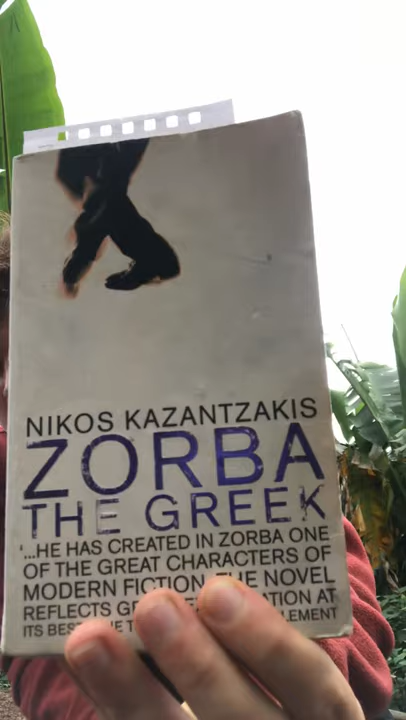 NIKOS KAZANTZAKIS
ZORBA
THE GREEK
'...HE HAS CREATED IN ZORBA ONE
OF THE GREAT CHARACTERS OF
MODERN FICTION. THE NOVEL
REFLECTS AT
ITS BEST